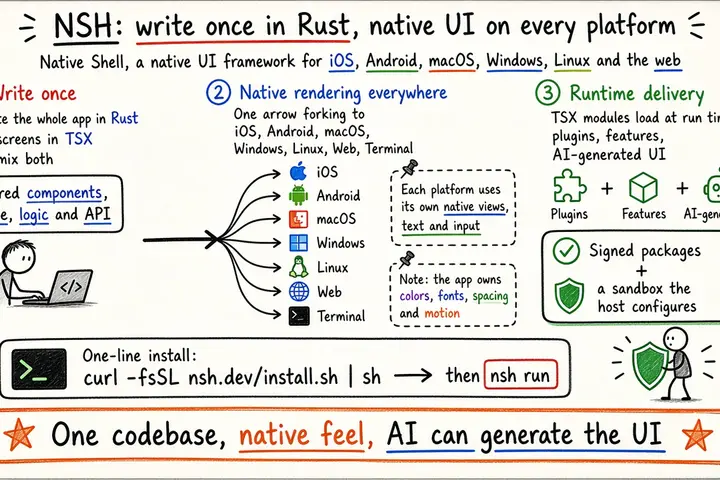 NSH: write once in Rust, native UI on every platform
Native Shell, a native UI framework for iOS, Android, macOS, Windows, Linux and the web
Write once
te the whole app in Rust
screens in TSX
mix both
red components,
e, logic and API
</>
2 Native rendering everywhere
One arrow forking to
iOS, Android, macOS,
Windows, Linux, Web, Terminal
iOS
Android
macOS
Windows
Linux
Web
Terminal
Each platform uses
its own native views,
text and input
Note: the app owns
colors, fonts, spacing
and motion
3 Runtime delivery
TSX modules load at run tim
plugins, features,
AI-generated UI
+ +
Plugins Features AI-gene
Signed packages
+
a sandbox the
host configures
>_ One-line install:
curl -fsSL nsh.dev/install.sh | sh → then nsh run
One codebase, native feel, AI can generate the UI